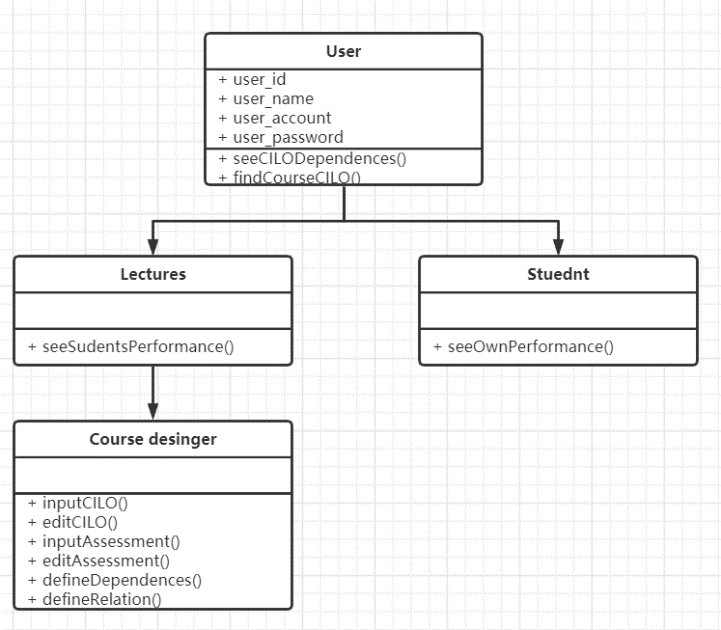 User
+ user_id
+ user_name
+ user_account
+ user_password
+ seeCILODependences()
+ findCourseCILO()
Lectures
+ seeSudentsPerformance()
Stuednt
+ seeOwnPerformance()
Course desinger
+ inputCILO()
+ editCILO()
+ inputAssessment()
+ editAssessment()
+ defineDependences()
+ defineRelation()